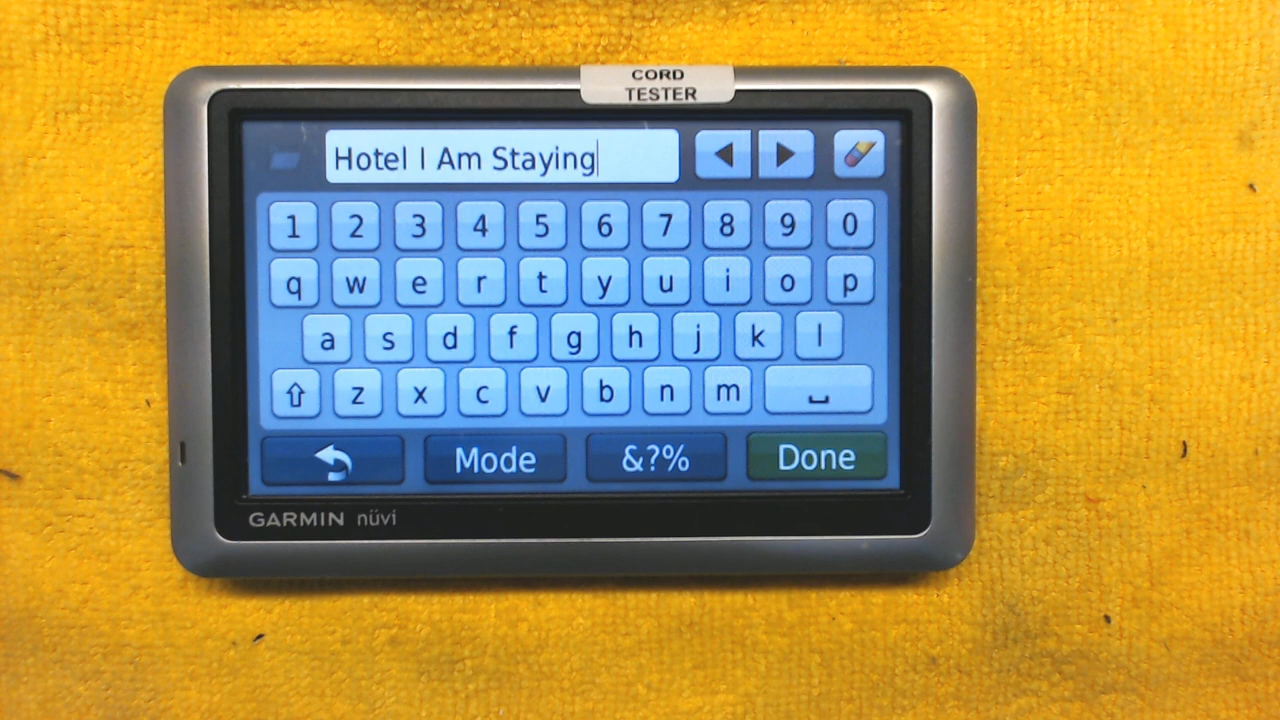 CORD
TESTER
Hotel I Am Staying
1 2 3 4 5 6 7 8 9 0
q w e r t y u i o p
a s d f g h j k l
z x c v b n m
Mode &?% Done
GARMIN nüvi